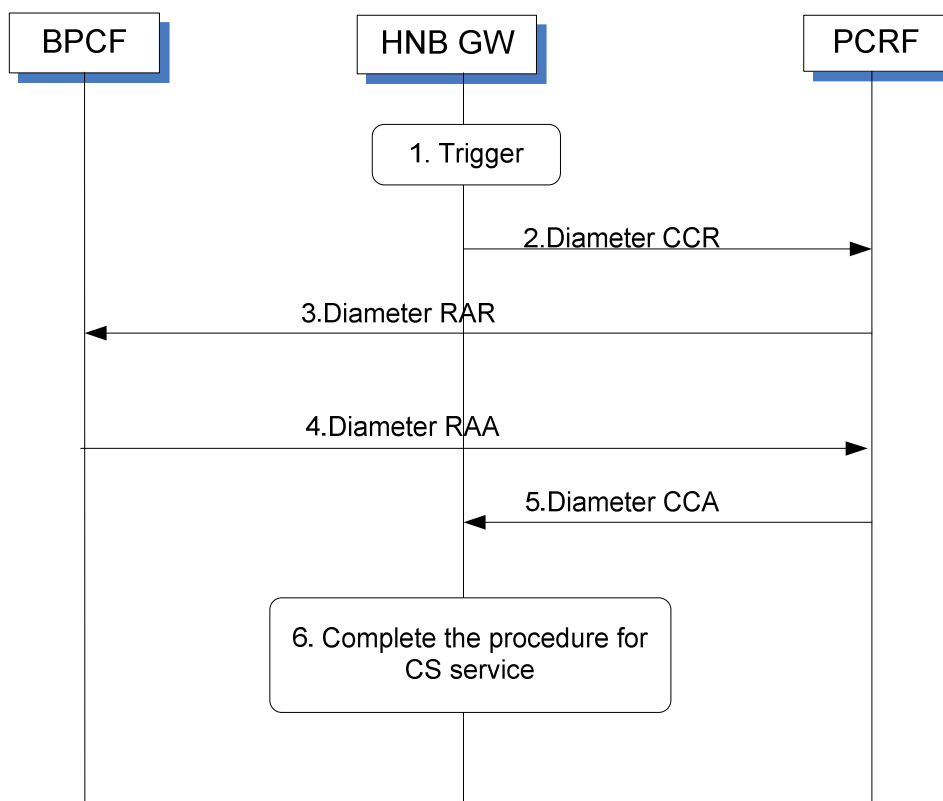 BPCF
HNB GW
PCRF
1. Trigger
2.Diameter CCR
3.Diameter RAR
4.Diameter RAA
5.Diameter CCA
6. Complete the procedure for
CS service